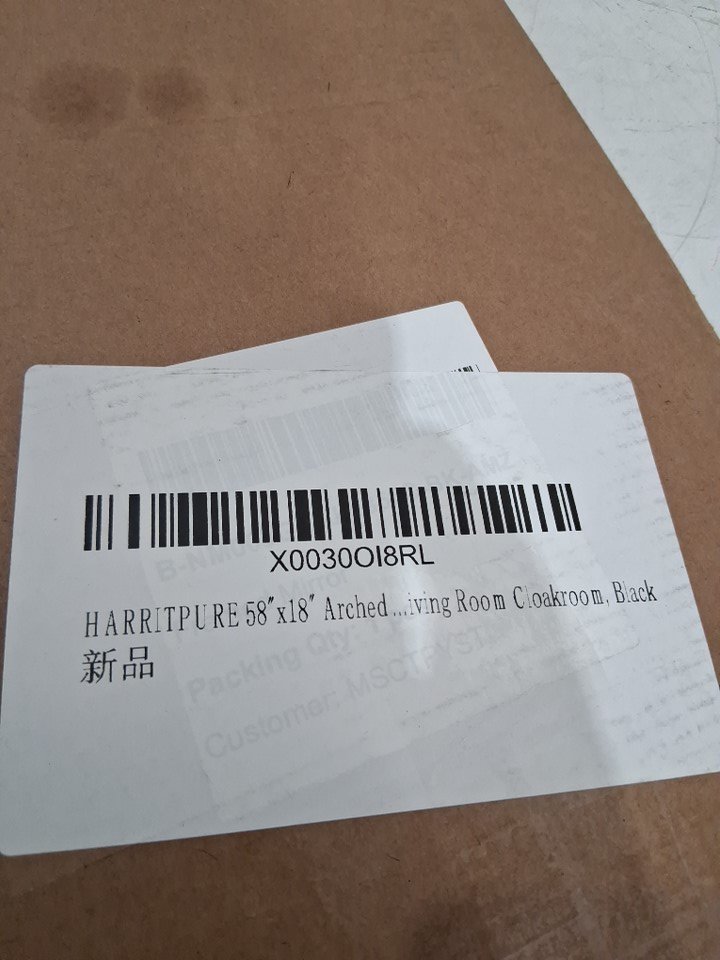 X0030OI8RL
HARRITPURE 58"x18" Arched...iving Room Cloakroom, Black
新品
Packing Qty
Customer: MSCTPYST